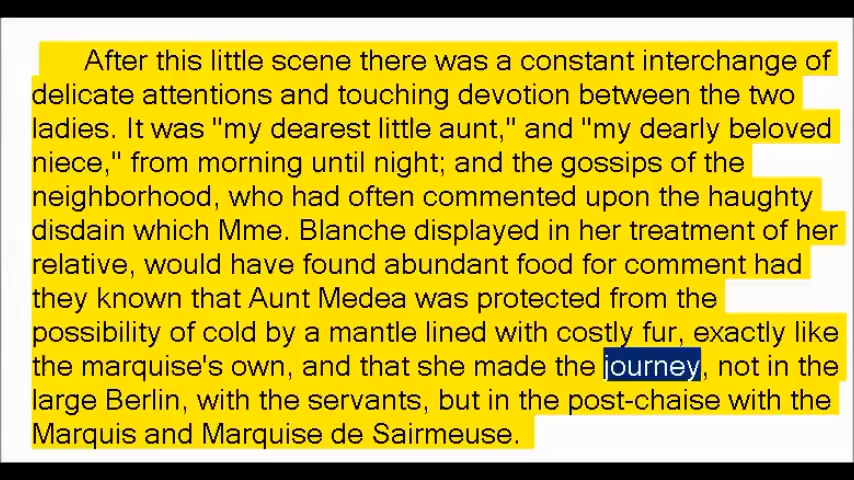 After this little scene there was a constant interchange of
delicate attentions and touching devotion between the two
ladies. It was "my dearest little aunt," and "my dearly beloved
niece," from morning until night; and the gossips of the
neighborhood, who had often commented upon the haughty
disdain which Mme. Blanche displayed in her treatment of her
relative, would have found abundant food for comment had
they known that Aunt Medea was protected from the
possibility of cold by a mantle lined with costly fur, exactly like
the marquise's own, and that she made the journey, not in the
large Berlin, with the servants, but in the post-chaise with the
Marquis and Marquise de Sairmeuse.